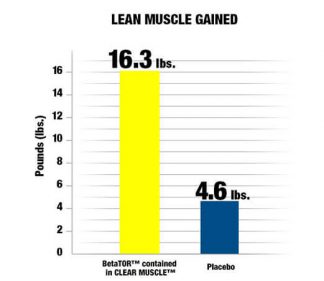 LEAN MUSCLE GAINED
16.3 lbs.
4.6 lbs.
Pounds (lbs.)
16
14
12
10
8
6
4
2
0
BetaTOR™ contained
in CLEAR MUSCLE™
Placebo